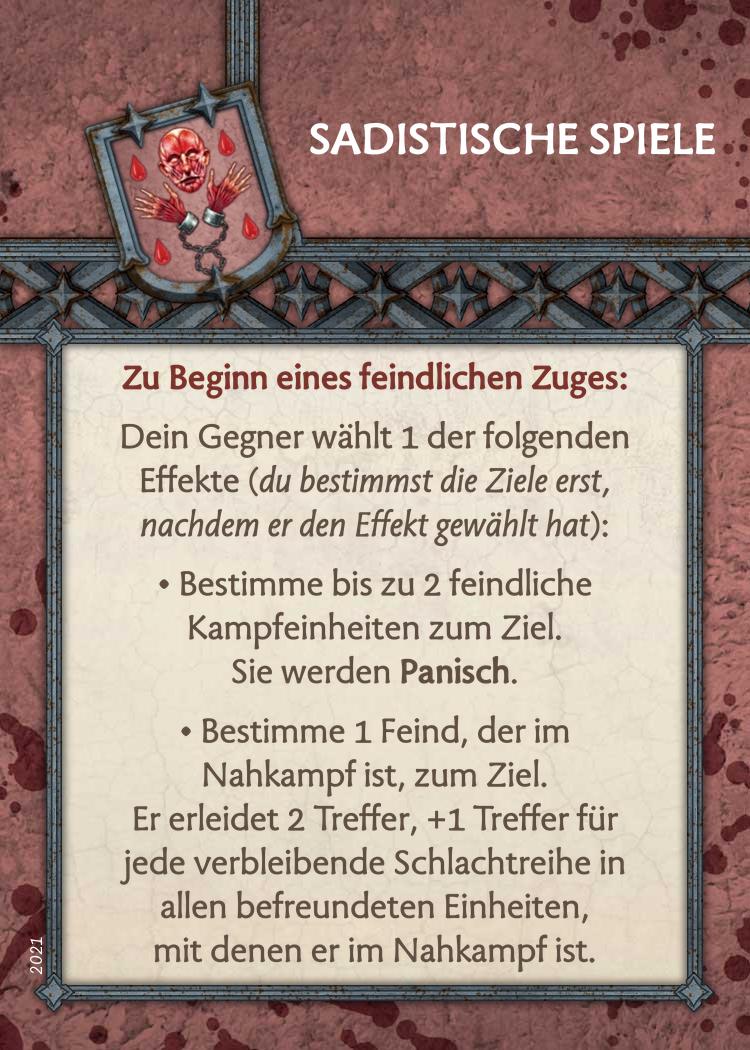 SADISTISCHE SPIELE
Zu Beginn eines feindlichen Zuges:
Dein Gegner wählt 1 der folgenden
Effekte (du bestimmst die Ziele erst,
nachdem er den Effekt gewählt hat):
• Bestimme bis zu 2 feindliche
Kampfeinheiten zum Ziel.
Sie werden Panisch.
• Bestimme 1 Feind, der im
Nahkampf ist, zum Ziel.
Er erleidet 2 Treffer, +1 Treffer für
jede verbleibende Schlachtreihe in
allen befreundeten Einheiten,
mit denen er im Nahkampf ist.
2021